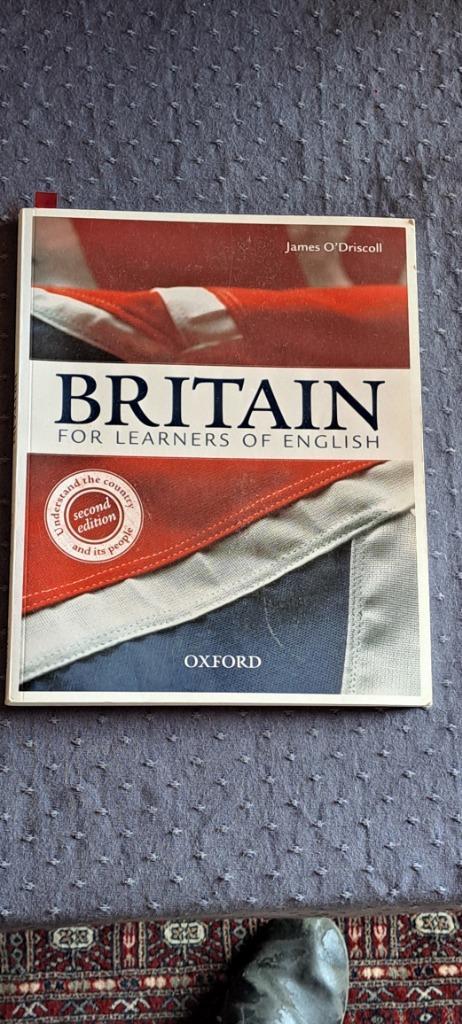 James O'Driscoll
BRITAIN
FOR LEARNERS OF ENGLISH
Understand the country
second
edition
and its people
OXFORD